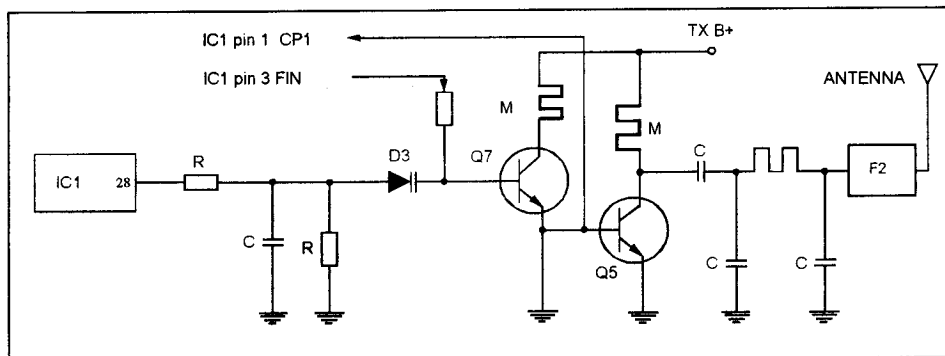 IC1 pin 1 CP1
TX B+
IC1 pin 3 FIN
ANTENNA
M
M
R
D3
Q7
C
IC1
28
F2
C
R
Q5
C
C